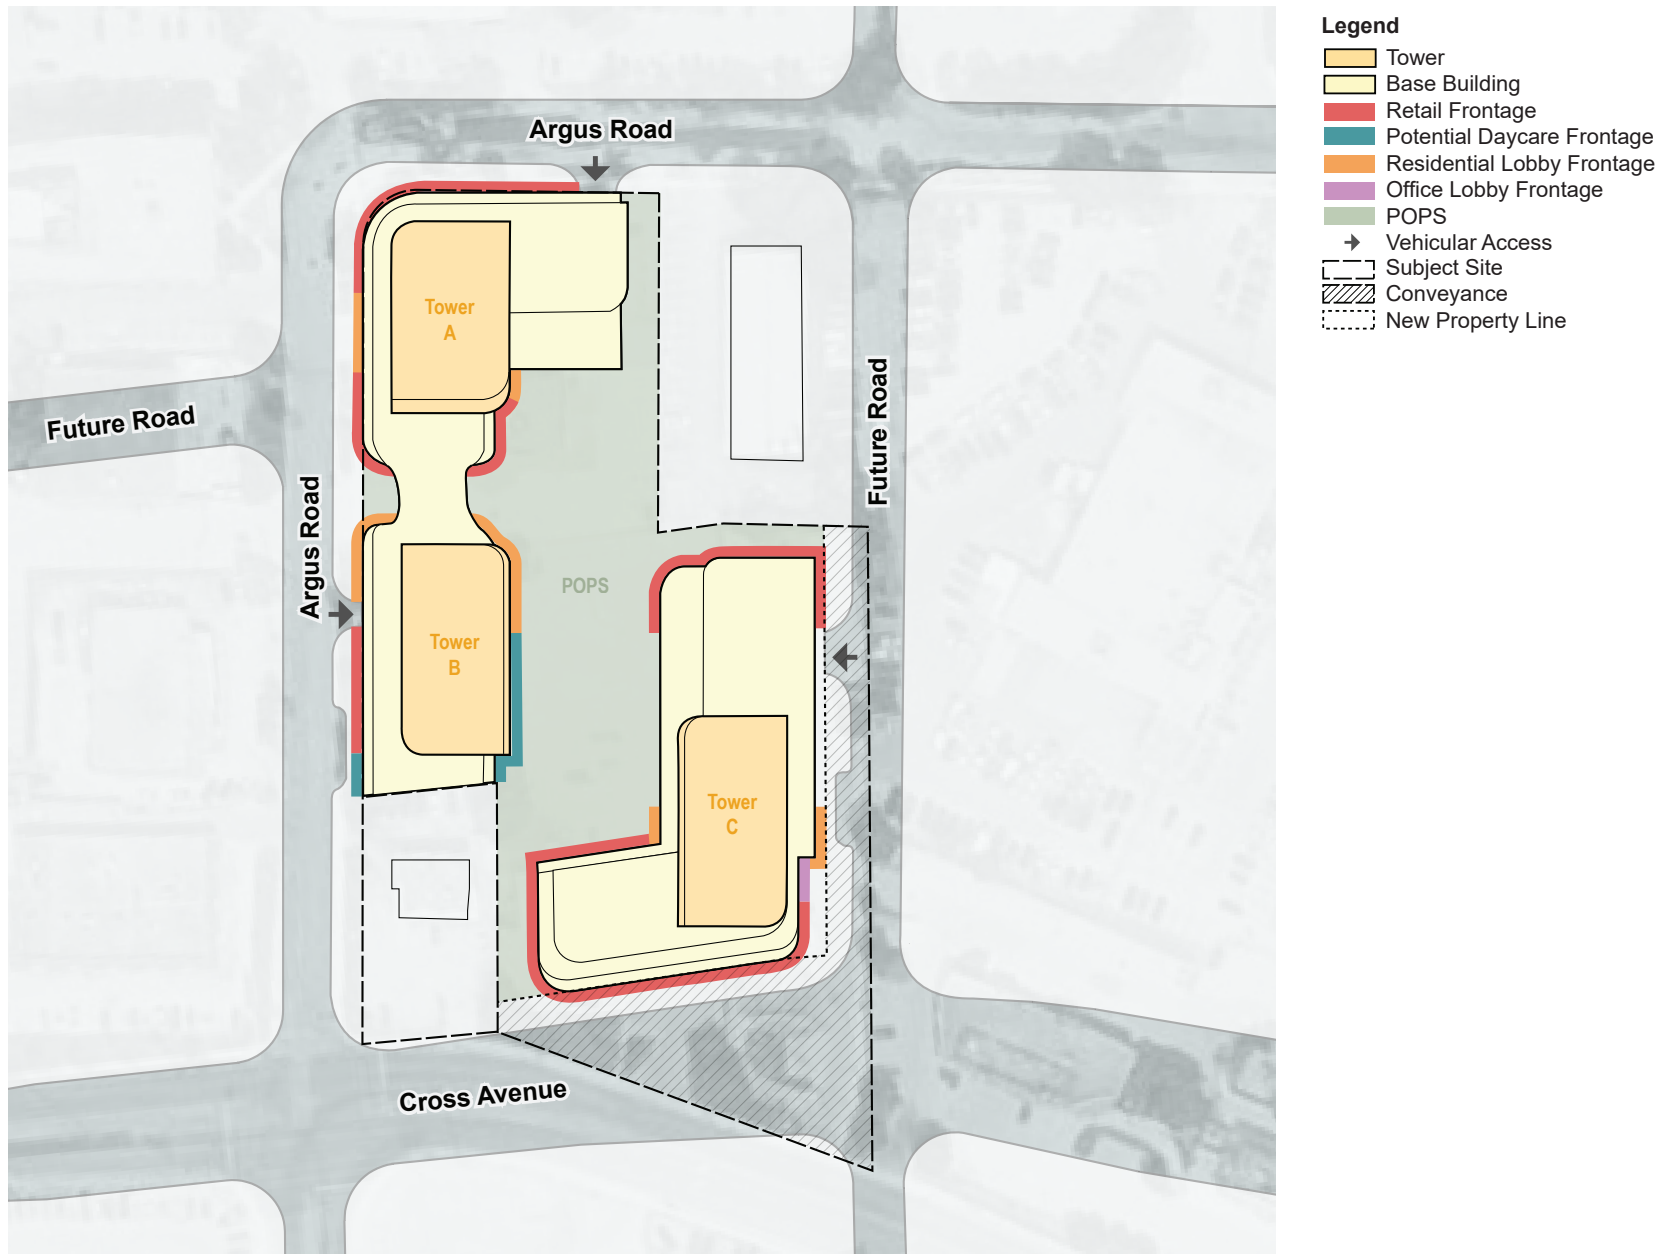 Legend
Tower
Base Building
Retail Frontage
Potential Daycare Frontage
Residential Lobby Frontage
Office Lobby Frontage
POPS
Vehicular Access
Subject Site
Conveyance
New Property Line
Argus Road
Tower
A
Future Road
Future Road
Argus Road
POPS
Tower
B
Tower
C
Cross Avenue